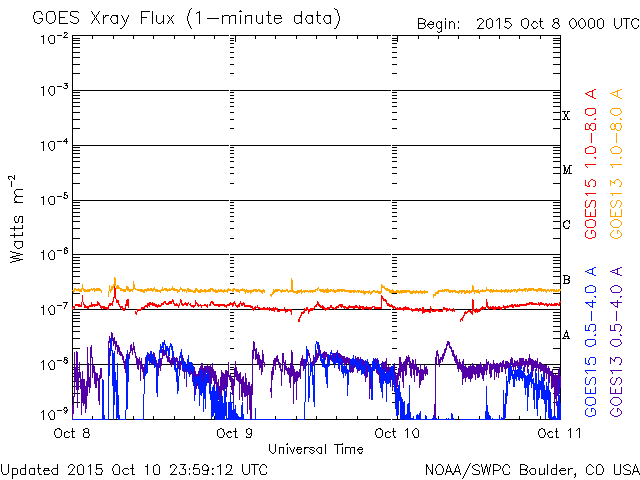 GOES Xray Flux (1-minute data)
Begin: 2015 Oct 8 0000 UTC
10⁻²
10⁻³
10⁻⁴
10⁻⁵
10⁻⁶
10⁻⁷
10⁻⁸
10⁻⁹
Watts m⁻²
X
M
C
B
A
GOES15 1.0-8.0 A
GOES13 1.0-8.0 A
GOES15 0.5-4.0 A
GOES13 0.5-4.0 A
Oct 8
Oct 9
Oct 10
Oct 11
Universal Time
Updated 2015 Oct 10 23:59:12 UTC
NOAA/SWPC Boulder, CO USA